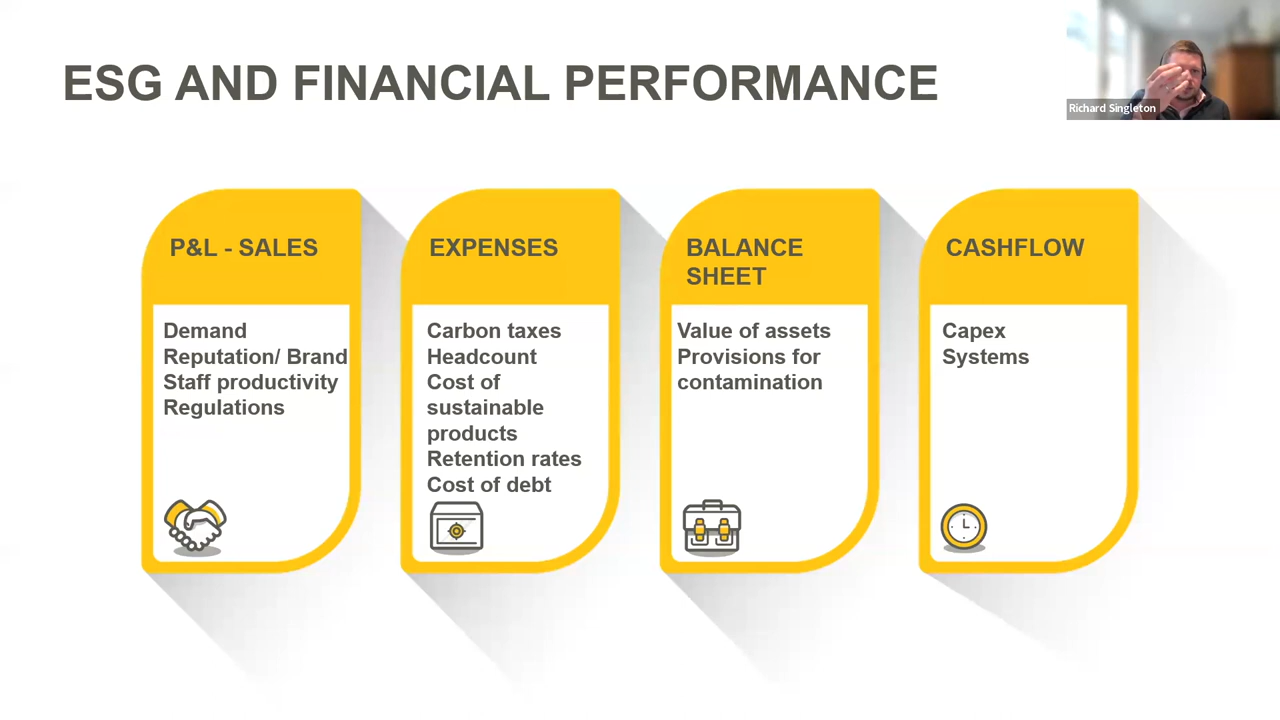 ESG AND FINANCIAL PERFORMANCE
Richard Singleton
P&L - SALES
Demand
Reputation/ Brand
Staff productivity
Regulations
EXPENSES
Carbon taxes
Headcount
Cost of
sustainable
products
Retention rates
Cost of debt
BALANCE
SHEET
Value of assets
Provisions for
contamination
CASHFLOW
Capex
Systems